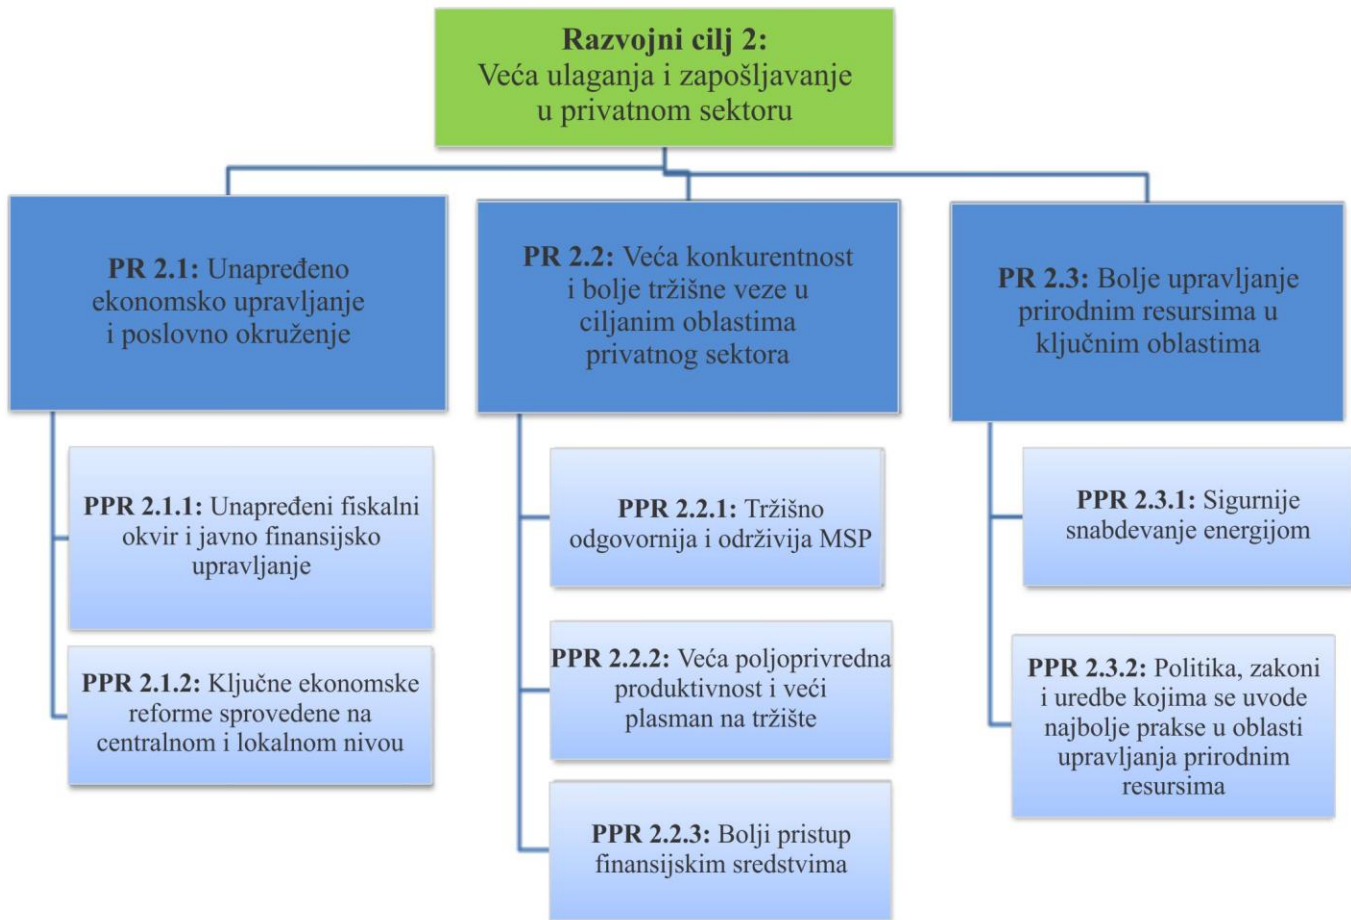 Razvojni cilj 2:
Veća ulaganja i zapošljavanje
u privatnom sektoru
PR 2.1: Unapređeno
ekonomsko upravljanje
i poslovno okruženje
PPR 2.1.1: Unapređeni fiskalni
okvir i javno finansijsko
upravljanje
PPR 2.1.2: Ključne ekonomske
reforme sprovedene na
centralnom i lokalnom nivou
PR 2.2: Veća konkurentnost
i bolje tržišne veze u
ciljanim oblastima
privatnog sektora
PPR 2.2.1: Tržišno
odgovornija i održivija MSP
PPR 2.2.2: Veća poljoprivredna
produktivnost i veći
plasman na tržište
PPR 2.2.3: Bolji pristup
finansijskim sredstvima
PR 2.3: Bolje upravljanje
prirodnim resursima u
ključnim oblastima
PPR 2.3.1: Sigurnije
snabdevanje energijom
PPR 2.3.2: Politika, zakoni
i uredbe kojima se uvode
najbolje prakse u oblasti
upravljanja prirodnim
resursima